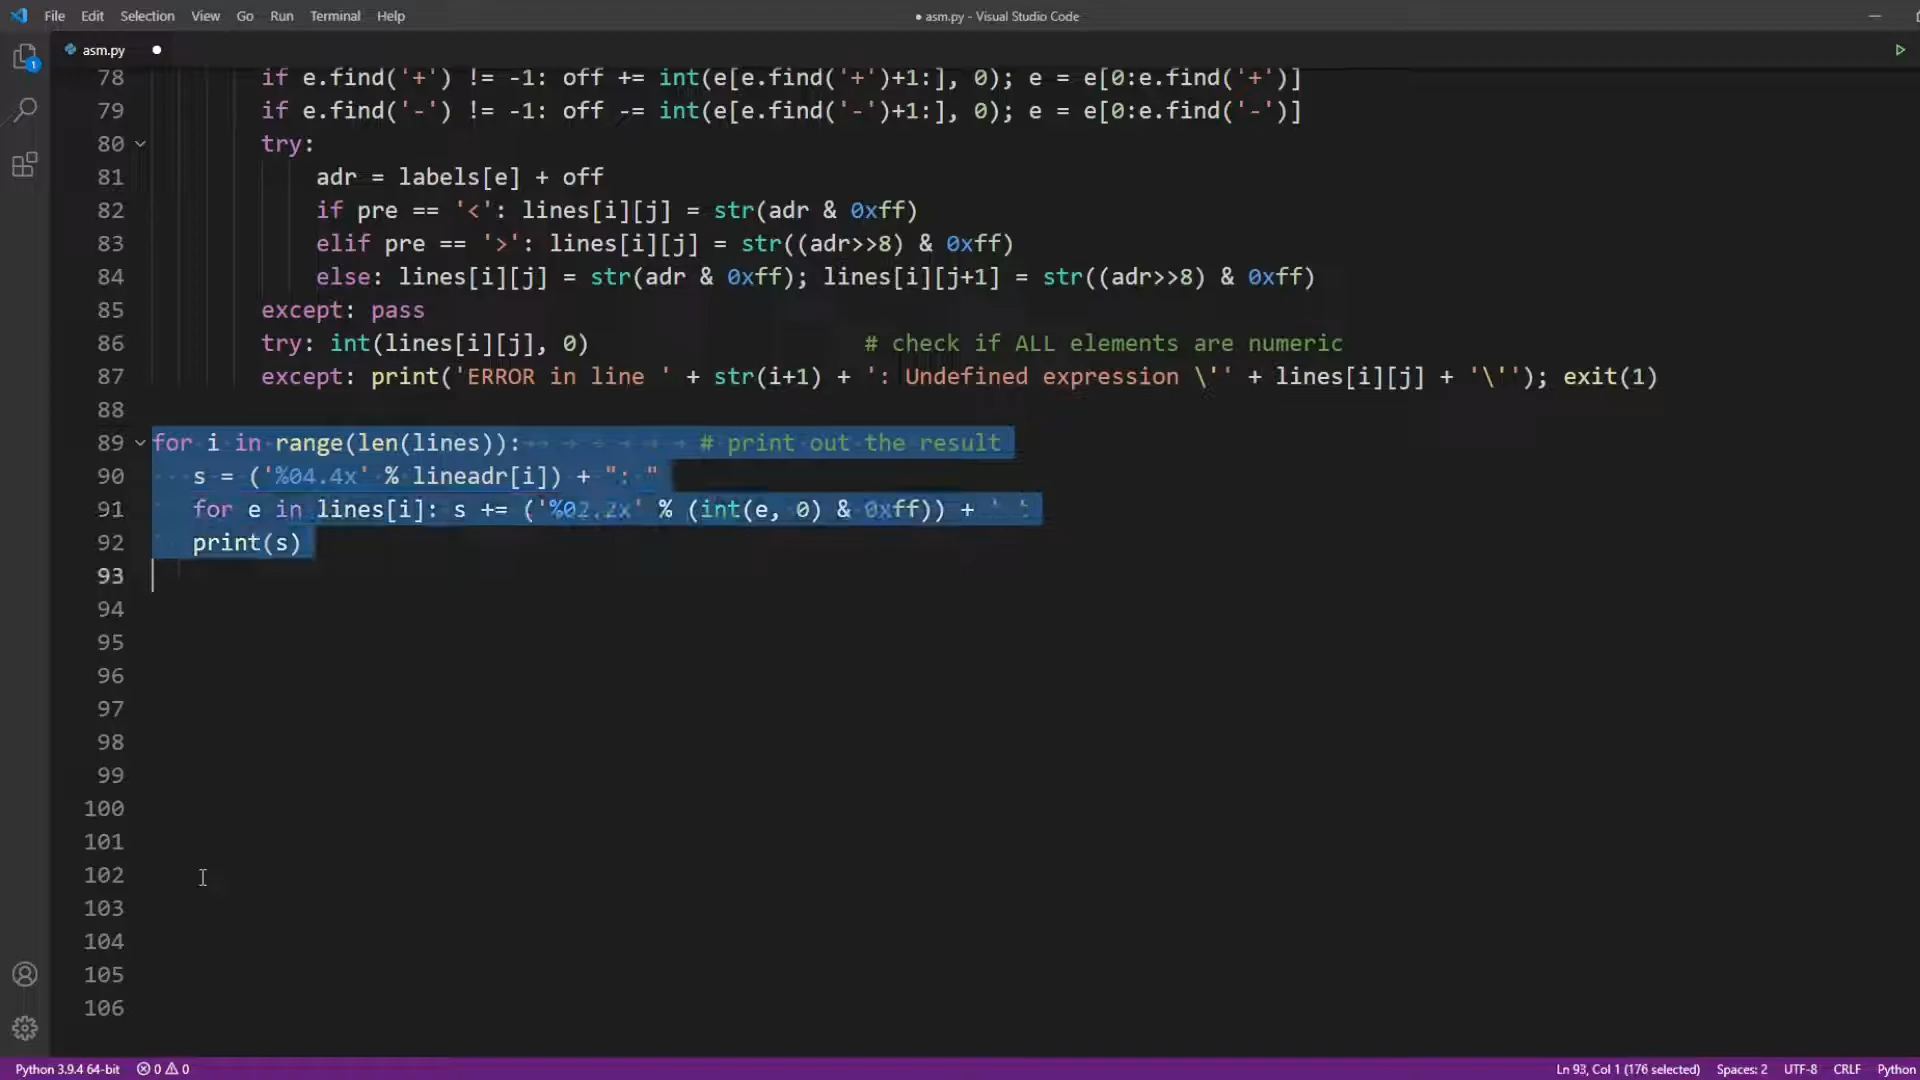 File Edit Selection View Go Run Terminal Help
● asm.py - Visual Studio Code
asm.py ●
1
78 if e.find('+') != -1: off += int(e[e.find('+')+1:], 0); e = e[0:e.find('+')]
79 if e.find('-') != -1: off -= int(e[e.find('-')+1:], 0); e = e[0:e.find('-')]
80 try:
81 adr = labels[e] + off
82 if pre == '<': lines[i][j] = str(adr & 0xff)
83 elif pre == '>': lines[i][j] = str((adr>>8) & 0xff)
84 else: lines[i][j] = str(adr & 0xff); lines[i][j+1] = str((adr>>8) & 0xff)
85 except: pass
86 try: int(lines[i][j], 0) # check if ALL elements are numeric
87 except: print('ERROR in line ' + str(i+1) + ': Undefined expression \'' + lines[i][j] + '\''); exit(1)
88
89 for i in range(len(lines)): # print out the result
90 s = ('%04.4x' % lineadr[i]) + ": "
91 for e in lines[i]: s += ('%02.2x' % (int(e, 0) & 0xff)) + ' '
92 print(s)
93
94
95
96
97
98
99
100
101
102
103
104
105
106
Python 3.9.4 64-bit 0 0 Ln 93, Col 1 (176 selected) Spaces: 2 UTF-8 CRLF Python